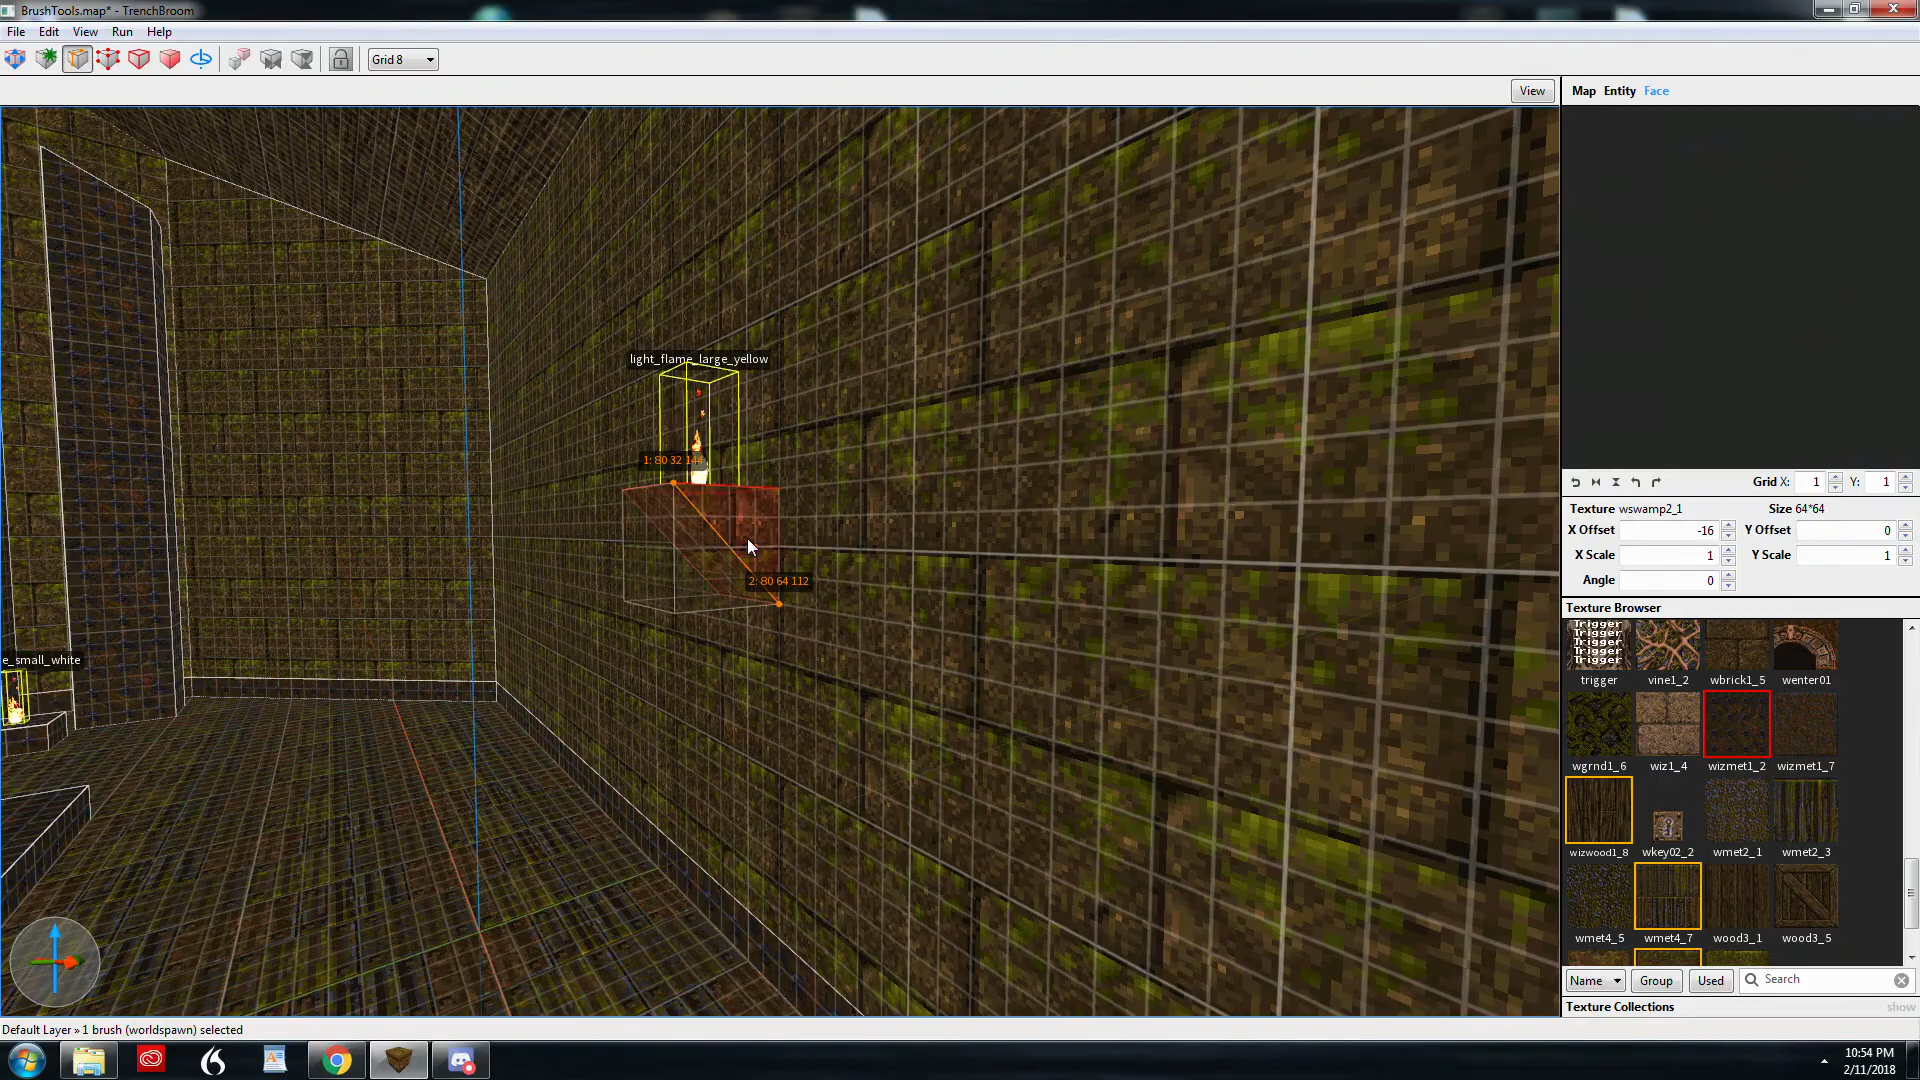 BrushTools.map* - TrenchBroom
File Edit View Run Help
Grid 8
View
Map Entity Face
light_flame_large_yellow
1: 80 32 144
2: 80 64 112
e_small_white
Grid X: 1 Y: 1
Texture wswamp2_1 Size 64*64
X Offset -16 Y Offset 0
X Scale 1 Y Scale 1
Angle 0
Texture Browser
Trigger
Trigger
Trigger
Trigger
trigger vine1_2 wbrick1_5 wenter01
wgrnd1_6 wiz1_4 wizmet1_2 wizmet1_7
wizwood1_8 wkey02_2 wmet2_1 wmet2_3
wmet4_5 wmet4_7 wood3_1 wood3_5
Name Group Used Search
Texture Collections show
Default Layer » 1 brush (worldspawn) selected
10:54 PM
2/11/2018